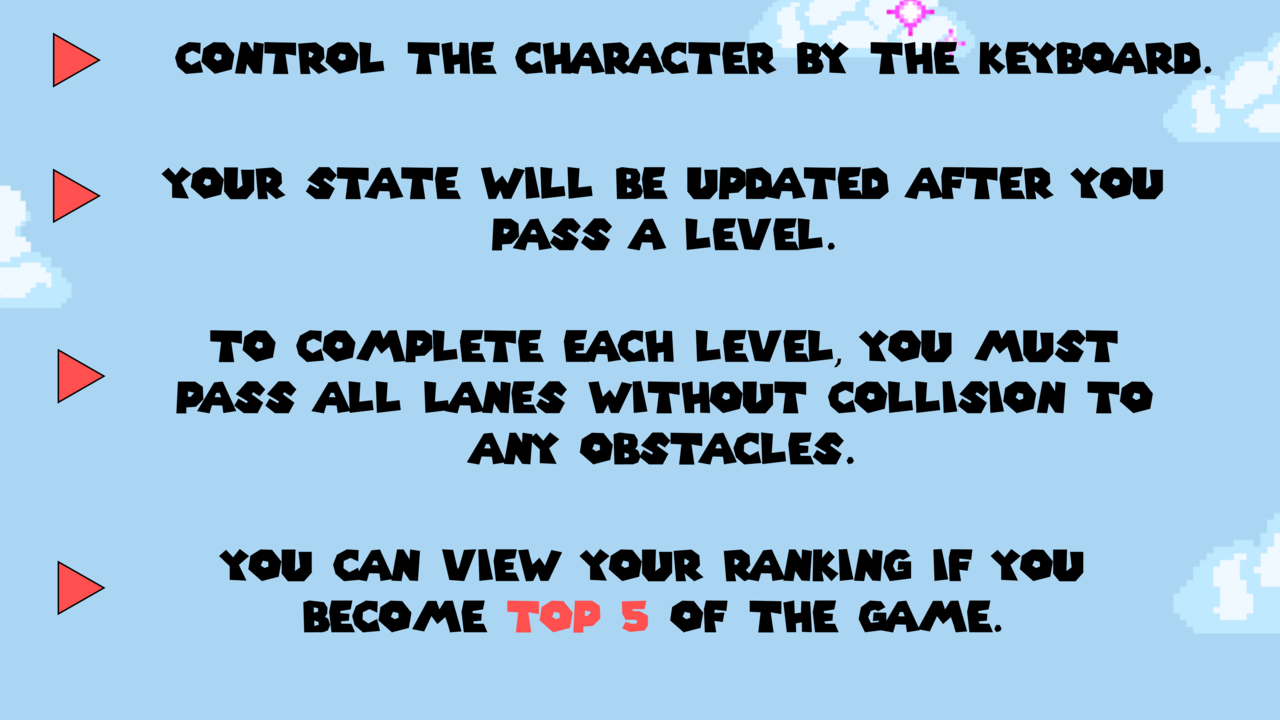 CONTROL THE CHARACTER BY THE KEYBOARD.
YOUR STATE WILL BE UPDATED AFTER YOU
PASS A LEVEL.
TO COMPLETE EACH LEVEL, YOU MUST
PASS ALL LANES WITHOUT COLLISION TO
ANY OBSTACLES.
YOU CAN VIEW YOUR RANKING IF YOU
BECOME TOP 5 OF THE GAME.